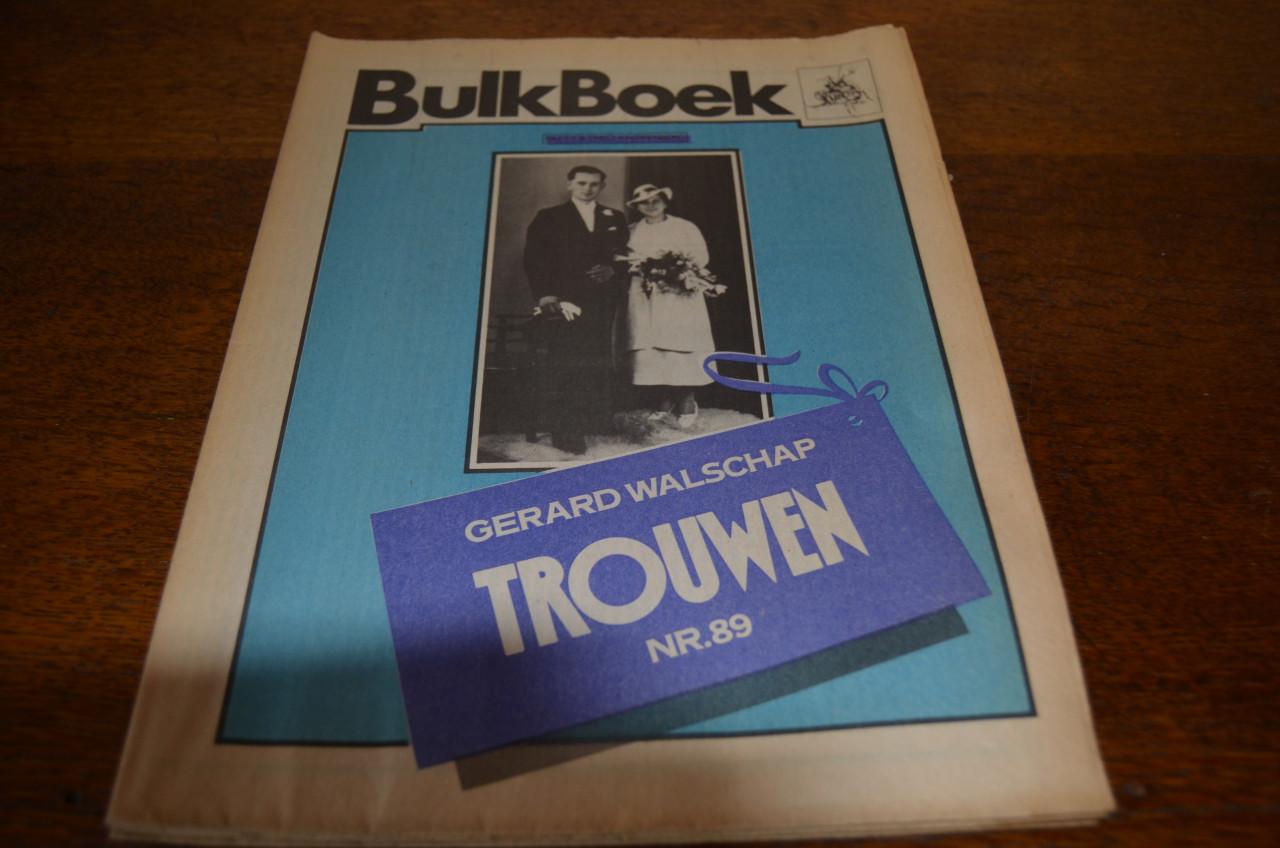 BulkBoek
GERARD WALSCHAP
TROUWEN
NR.89